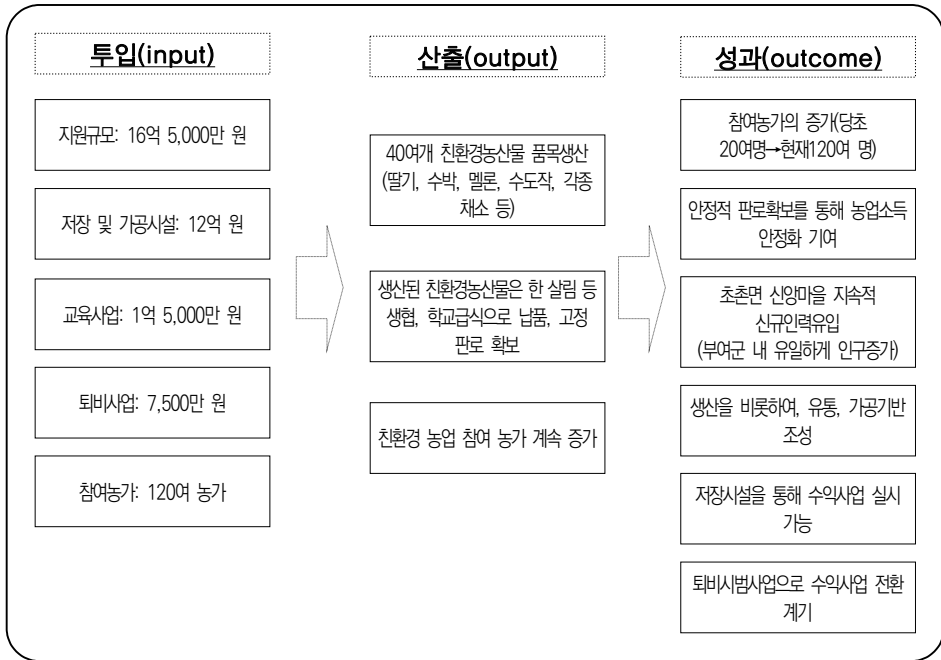 투입(input)
지원규모: 16억 5,000만 원
저장 및 가공시설: 12억 원
교육사업: 1억 5,000만 원
퇴비사업: 7,500만 원
참여농가: 120여 농가
산출(output)
40여개 친환경농산물 품목생산
(딸기, 수박, 멜론, 수도작, 각종
채소 등)
생산된 친환경농산물은 한 살림 등
생협, 학교급식으로 납품, 고정
판로 확보
친환경 농업 참여 농가 계속 증가
성과(outcome)
참여농가의 증가(당초
20여명→현재120여 명)
안정적 판로확보를 통해 농업소득
안정화 기여
초촌면 신앙마을 지속적
신규인력유입
(부여군 내 유일하게 인구증가)
생산을 비롯하여, 유통, 가공기반
조성
저장시설을 통해 수익사업 실시
가능
퇴비시범사업으로 수익사업 전환
계기